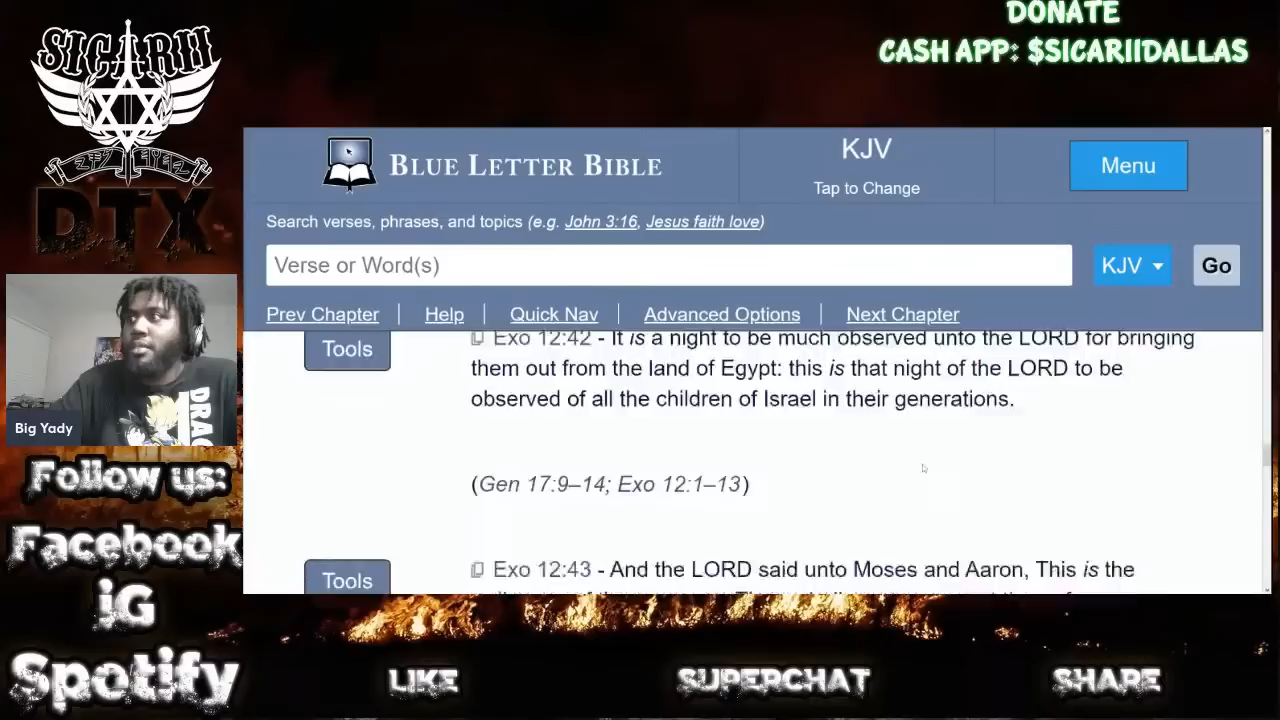 DONATE
CASH APP: $SICARIIDALLAS
SICARII
DTX
BLUE LETTER BIBLE
KJV
Tap to Change
Menu
Search verses, phrases, and topics (e.g. John 3:16, Jesus faith love)
Verse or Word(s)
KJV
Go
Prev Chapter
Help
Quick Nav
Advanced Options
Next Chapter
Tools
Exo 12:42 - It is a night to be much observed unto the LORD for bringing
them out from the land of Egypt: this is that night of the LORD to be
observed of all the children of Israel in their generations.
(Gen 17:9–14; Exo 12:1–13)
Tools
Exo 12:43 - And the LORD said unto Moses and Aaron, This is the
DRAG
Big Yady
Follow us:
Facebook
iG
Spotify
LIKE
SUPERCHAT
SHARE